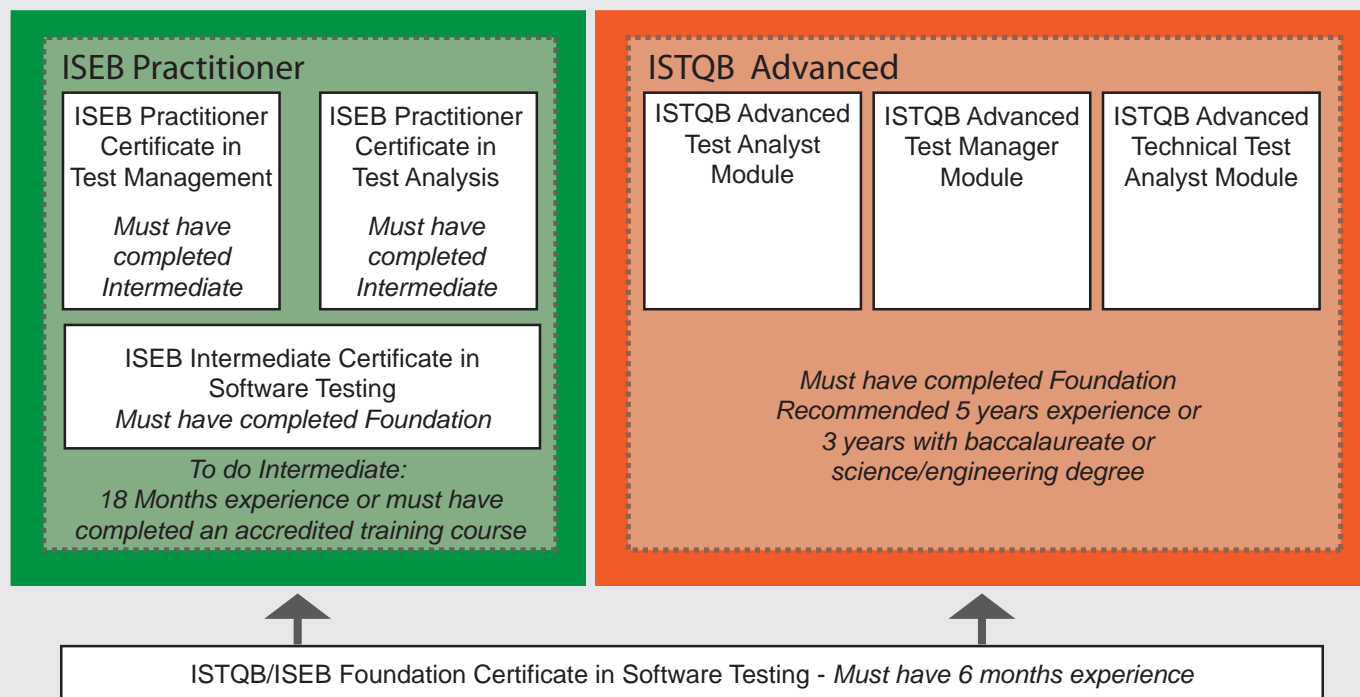 ISEB Practitioner
ISEB Practitioner
Certificate in
Test Management
Must have
completed
Intermediate
ISEB Practitioner
Certificate in
Test Analysis
Must have
completed
Intermediate
ISEB Intermediate Certificate in
Software Testing
Must have completed Foundation
To do Intermediate:
18 Months experience or must have
completed an accredited training course
ISTQB Advanced
ISTQB Advanced
Test Analyst
Module
ISTQB Advanced
Test Manager
Module
ISTQB Advanced
Technical Test
Analyst Module
Must have completed Foundation
Recommended 5 years experience or
3 years with baccalaureate or
science/engineering degree
ISTQB/ISEB Foundation Certificate in Software Testing - Must have 6 months experience